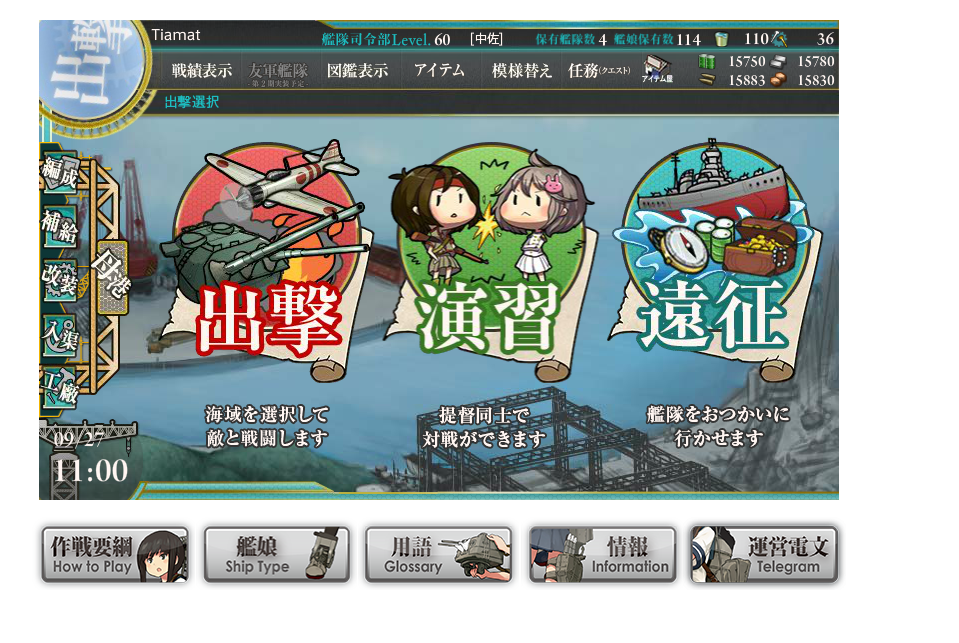 出撃
Tiamat
艦隊司令部Level. 60 [中佐] 保有艦隊数 4 艦娘保有数 114 110 36
戦績表示 友軍艦隊 図鑑表示 アイテム 模様替え 任務(クエスト) アイテム屋
-第2期実装予定-
15750 15780
15883 15830
出撃選択
編成
補給
改装
入渠
工廠
母港
出撃
演習
遠征
海域を選択して
敵と戦闘します
提督同士で
対戦ができます
艦隊をおつかいに
行かせます
09/27
11:00
作戦要綱
How to Play
艦娘
Ship Type
用語
Glossary
情報
Information
運営電文
Telegram